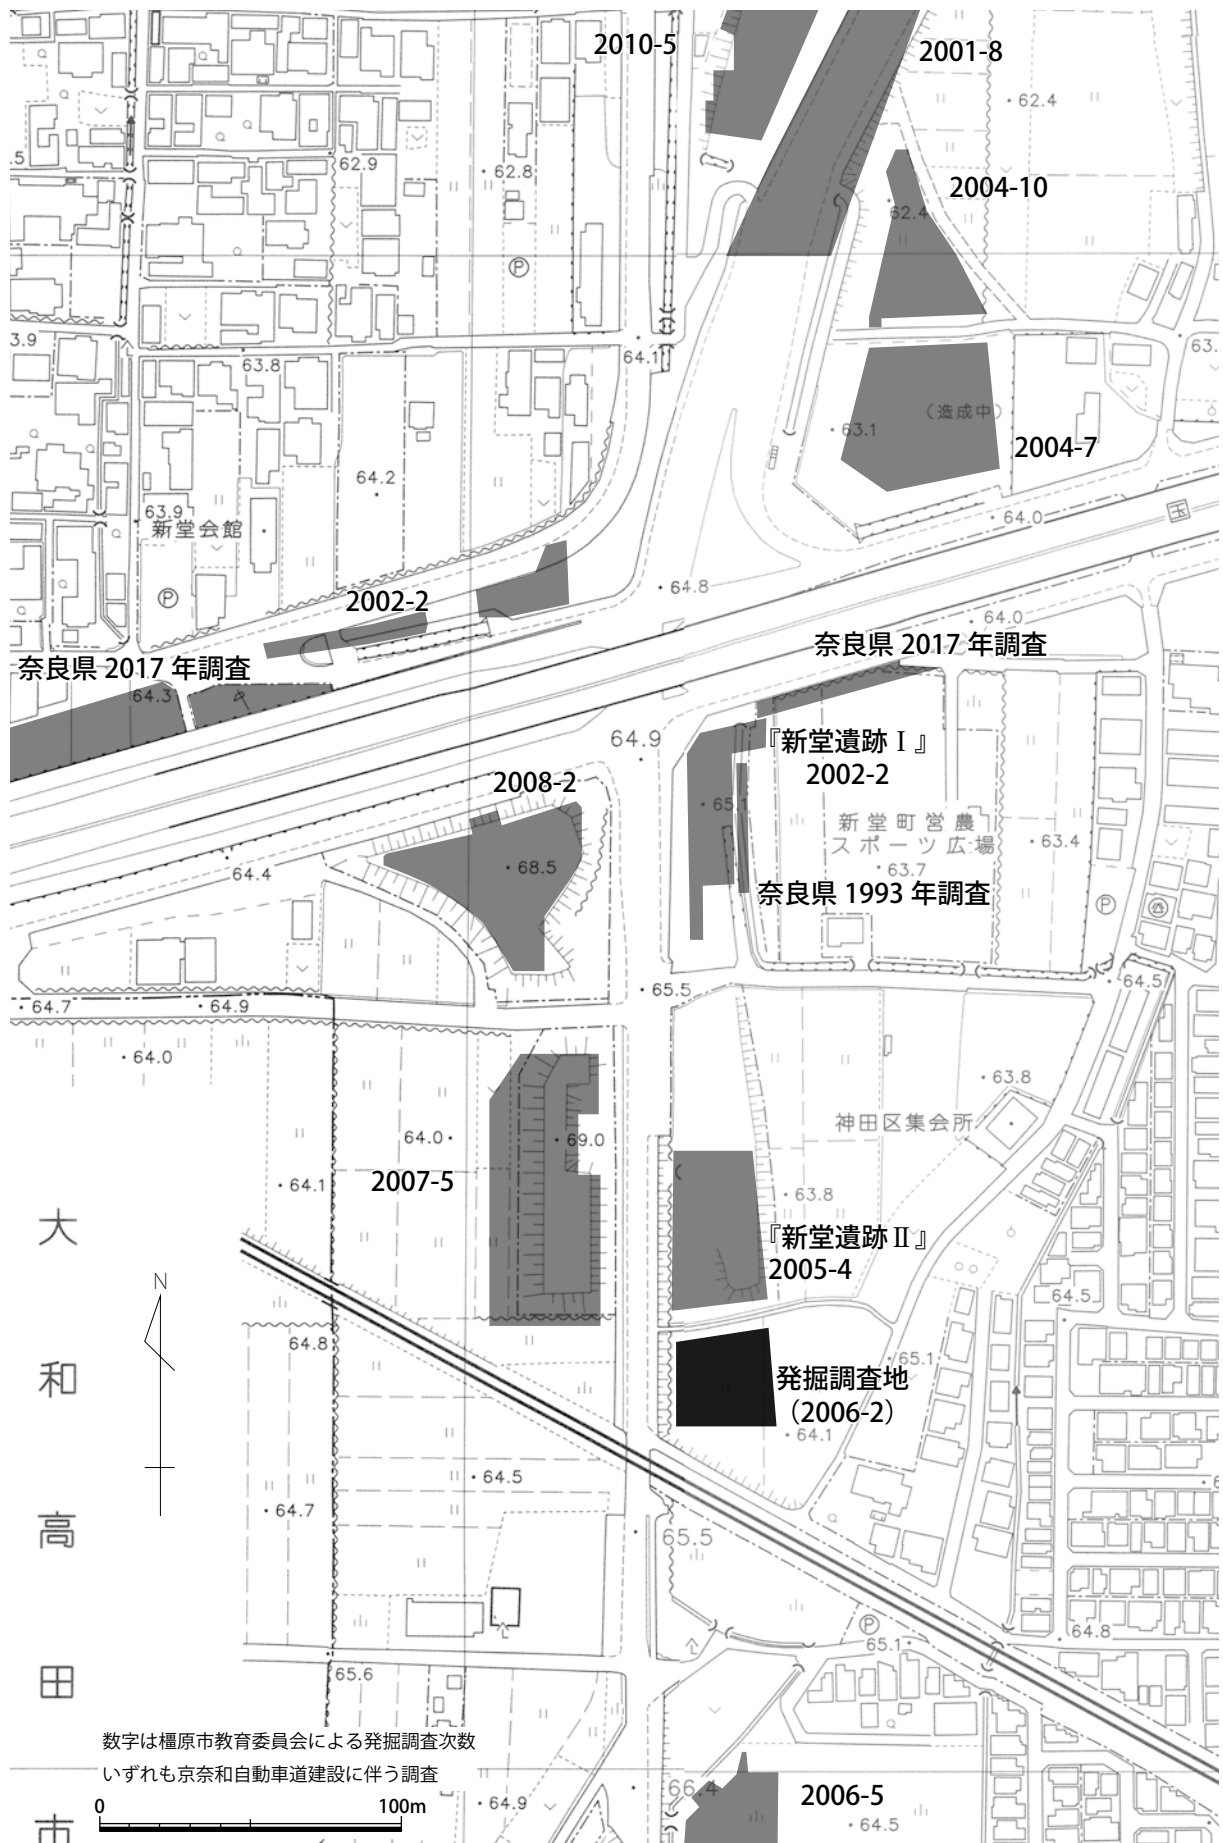 2010-5
2001-8
62.4
62.9
62.8
2004-10
62.4
P
3.9
63.8
64.1
63.
(造成中)
63.1
2004-7
64.2
63.9
新堂会館
64.0
P
2002-2
64.8
64.0
奈良県 2017 年調査
奈良県 2017 年調査
64.3
64.9
『新堂遺跡Ⅰ』
2002-2
2008-2
65.1
新堂町営農
スポーツ広場
63.4
68.5
63.7
64.4
奈良県 1993 年調査
P
64.7
64.9
65.5
64.5
64.0
63.8
神田区集会所
64.0
69.0
2007-5
64.1
63.8
『新堂遺跡Ⅱ』
2005-4
N
64.5
64.8
65.1
発掘調査地
(2006-2)
64.1
64.5
64.7
65.5
P
65.1
64.8
65.6
大和高田市
数字は橿原市教育委員会による発掘調査次数
いずれも京奈和自動車道建設に伴う調査
0 100m
64.9
66.4
2006-5
64.5